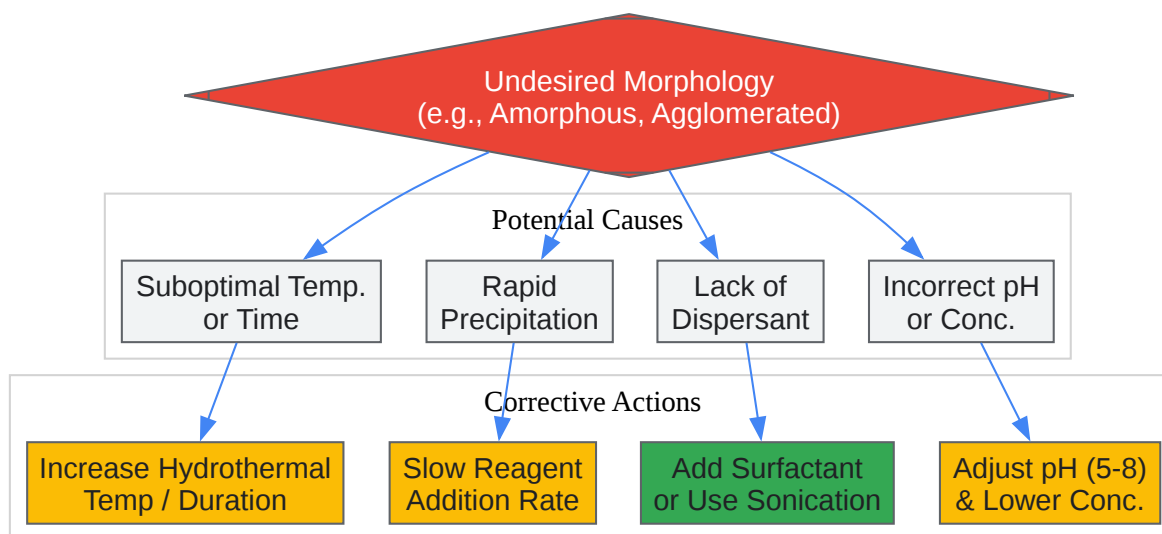 Undesired Morphology
(e.g., Amorphous, Agglomerated)
Potential Causes
Suboptimal Temp.
or Time
Rapid
Precipitation
Lack of
Dispersant
Incorrect pH
or Conc.
Corrective Actions
Increase Hydrothermal
Temp / Duration
Slow Reagent
Addition Rate
Add Surfactant
or Use Sonication
Adjust pH (5-8)
& Lower Conc.